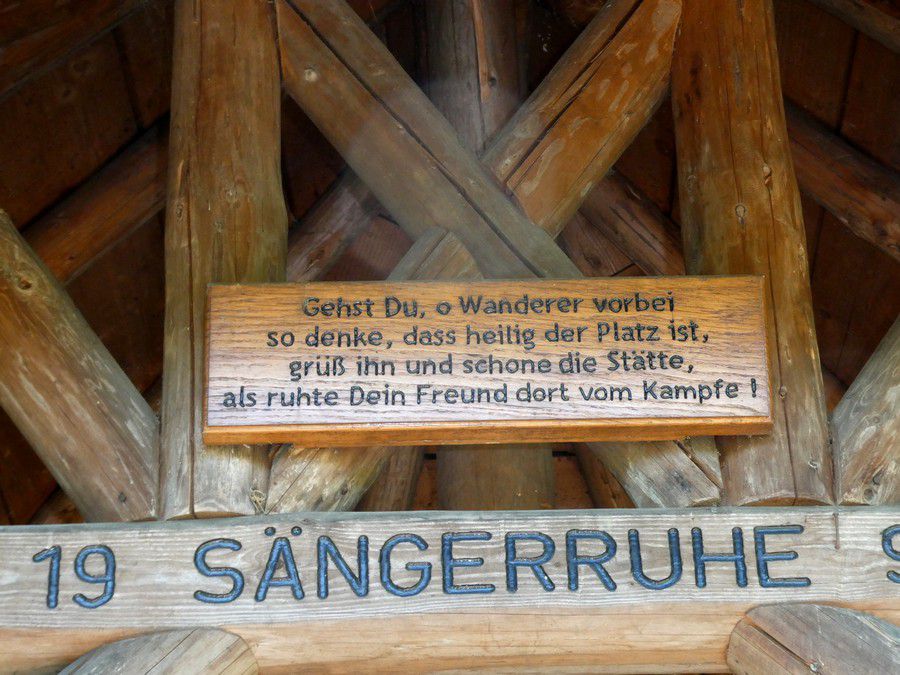 Gehst Du, o Wanderer vorbei
so denke, dass heilig der Platz ist,
grüß ihn und schone die Stätte,
als ruhte Dein Freund dort vom Kampfe !
19 SÄNGERRUHE